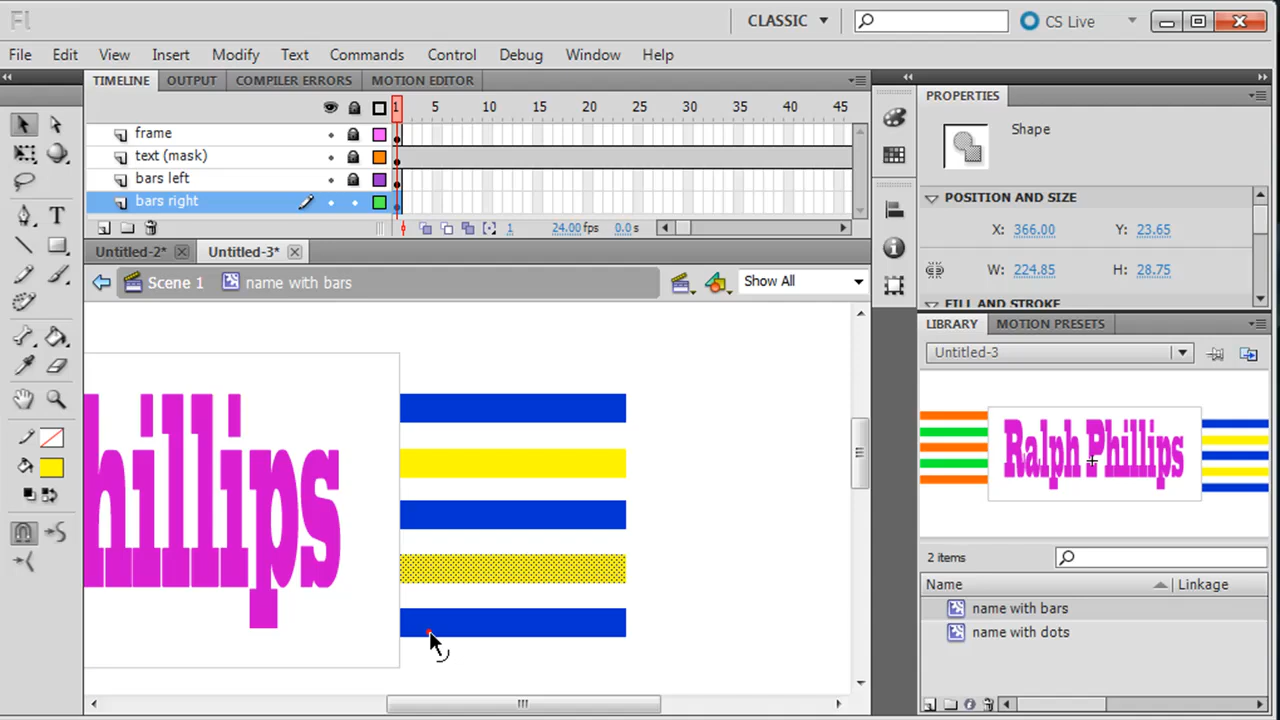 Fl
CLASSIC
CS Live
File Edit View Insert Modify Text Commands Control Debug Window Help
TIMELINE OUTPUT COMPILER ERRORS MOTION EDITOR
1 5 10 15 20 25 30 35 40 45
frame
text (mask)
bars left
bars right
1 24.00 fps 0.0 s
Untitled-2* Untitled-3*
Scene 1 name with bars Show All
hillips
PROPERTIES
Shape
POSITION AND SIZE
X: 366.00 Y: 23.65
W: 224.85 H: 28.75
FILL AND STROKE
LIBRARY MOTION PRESETS
Untitled-3
Ralph Phillips
2 items
Name Linkage
name with bars
name with dots